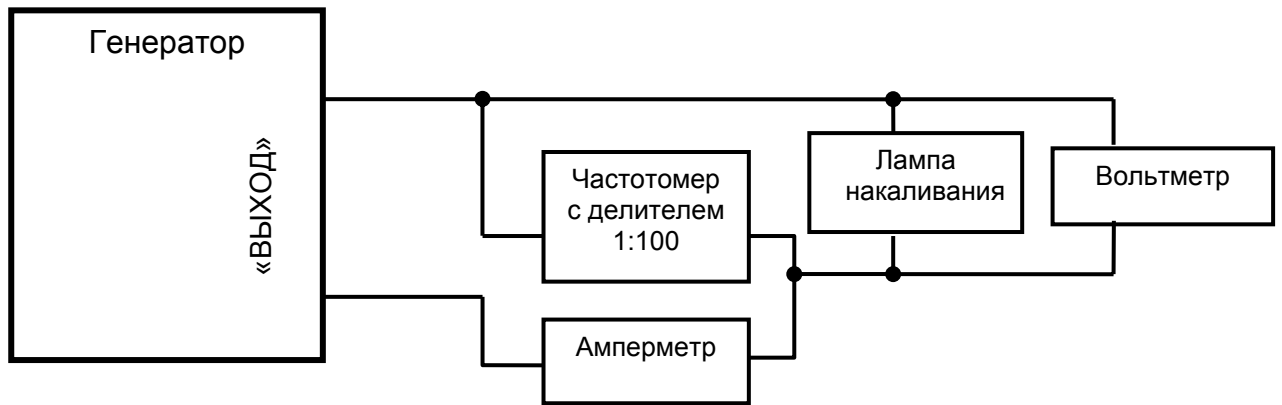 Генератор
«ВЫХОД»
Частотомер
с делителем
1:100
Лампа
накаливания
Вольтметр
Амперметр